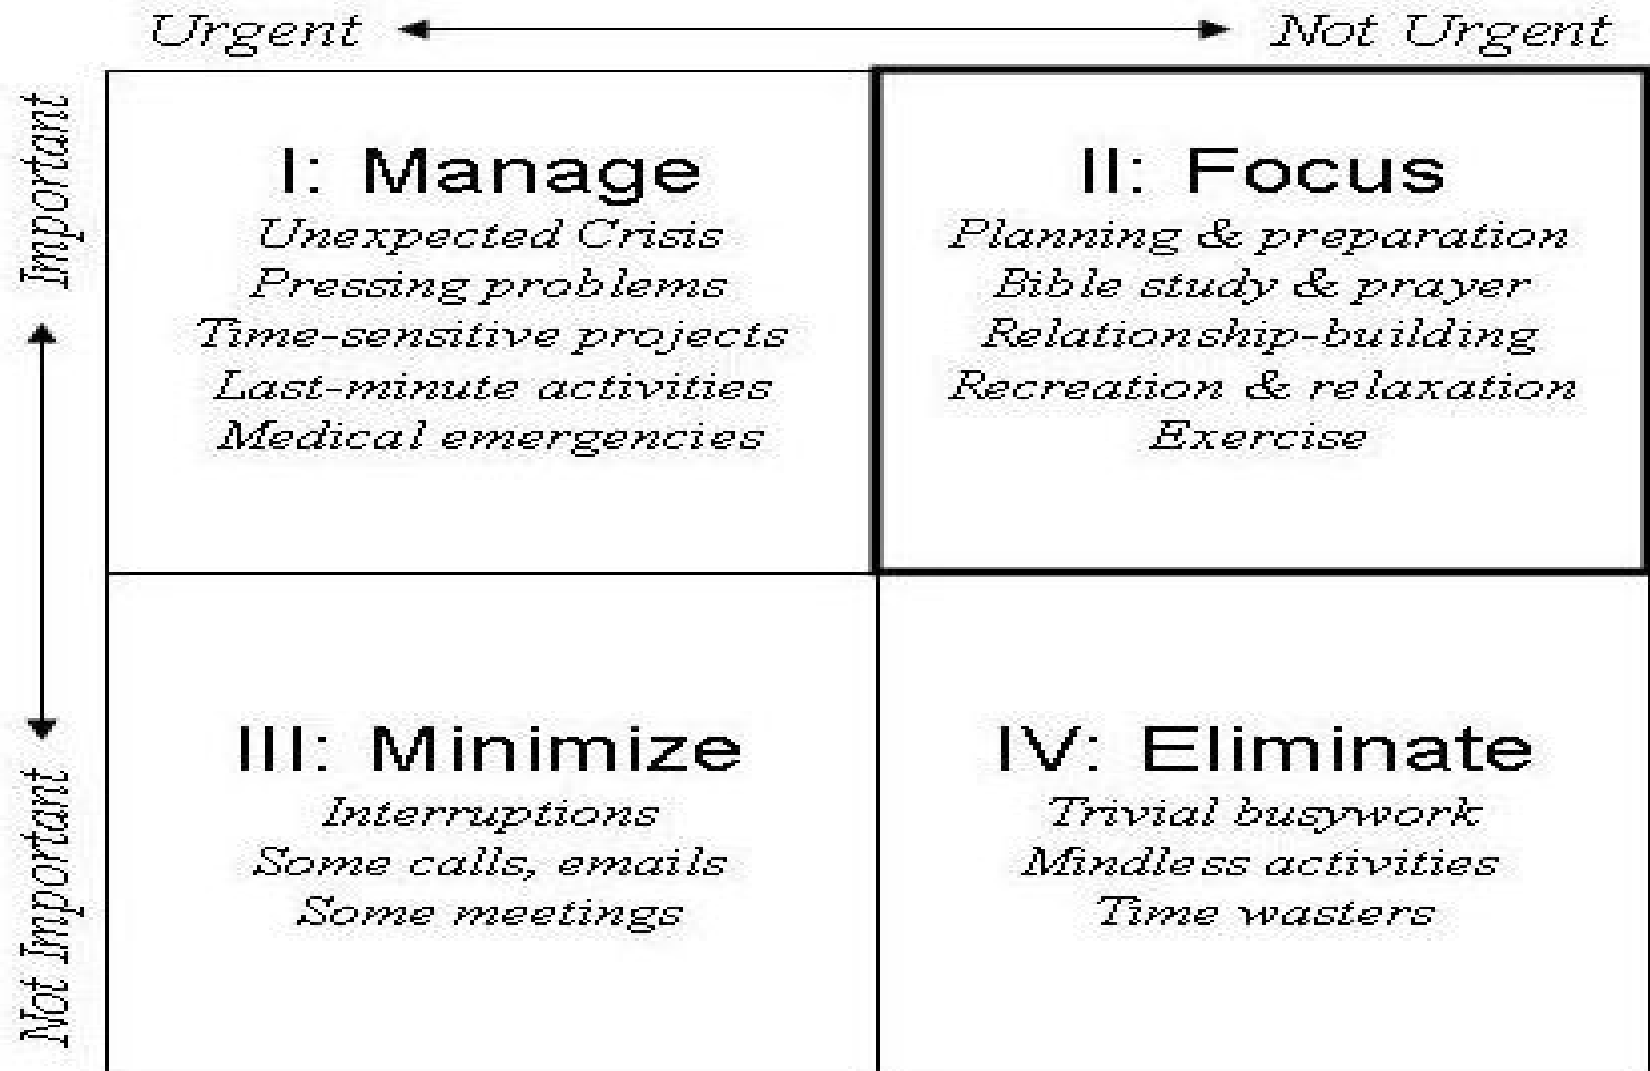 Urgent
Not Urgent
Important
Not Important
I: Manage
Unexpected Crisis
Pressing problems
Time-sensitive projects
Last-minute activities
Medical emergencies
II: Focus
Planning & preparation
Bible study & prayer
Relationship-building
Recreation & relaxation
Exercise
III: Minimize
Interruptions
Some calls, emails
Some meetings
IV: Eliminate
Trivial busywork
Mindless activities
Time wasters